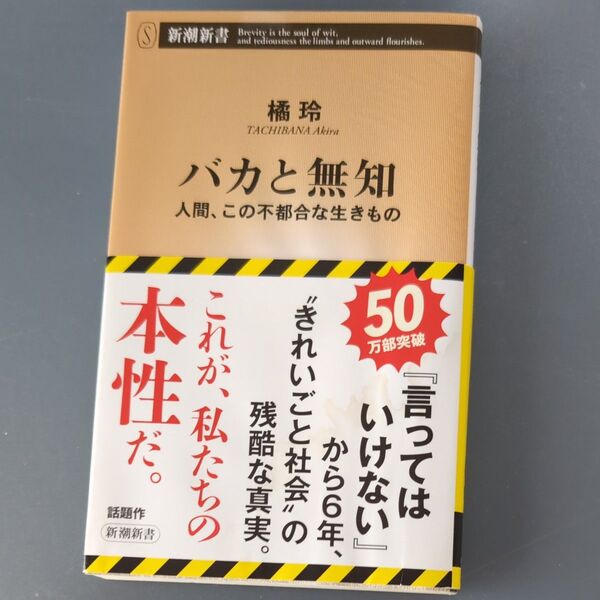 S
新潮新書
Brevity is the soul of wit,
and tediousness the limbs and outward flourishes.
橘 玲
TACHIBANA Akira
バカと無知
人間、この不都合な生きもの
50
万部突破
『言っては
いけない』
から6年、
〝きれいごと社会〟の
残酷な真実。
これが、私たちの
本性だ。
話題作
新潮新書